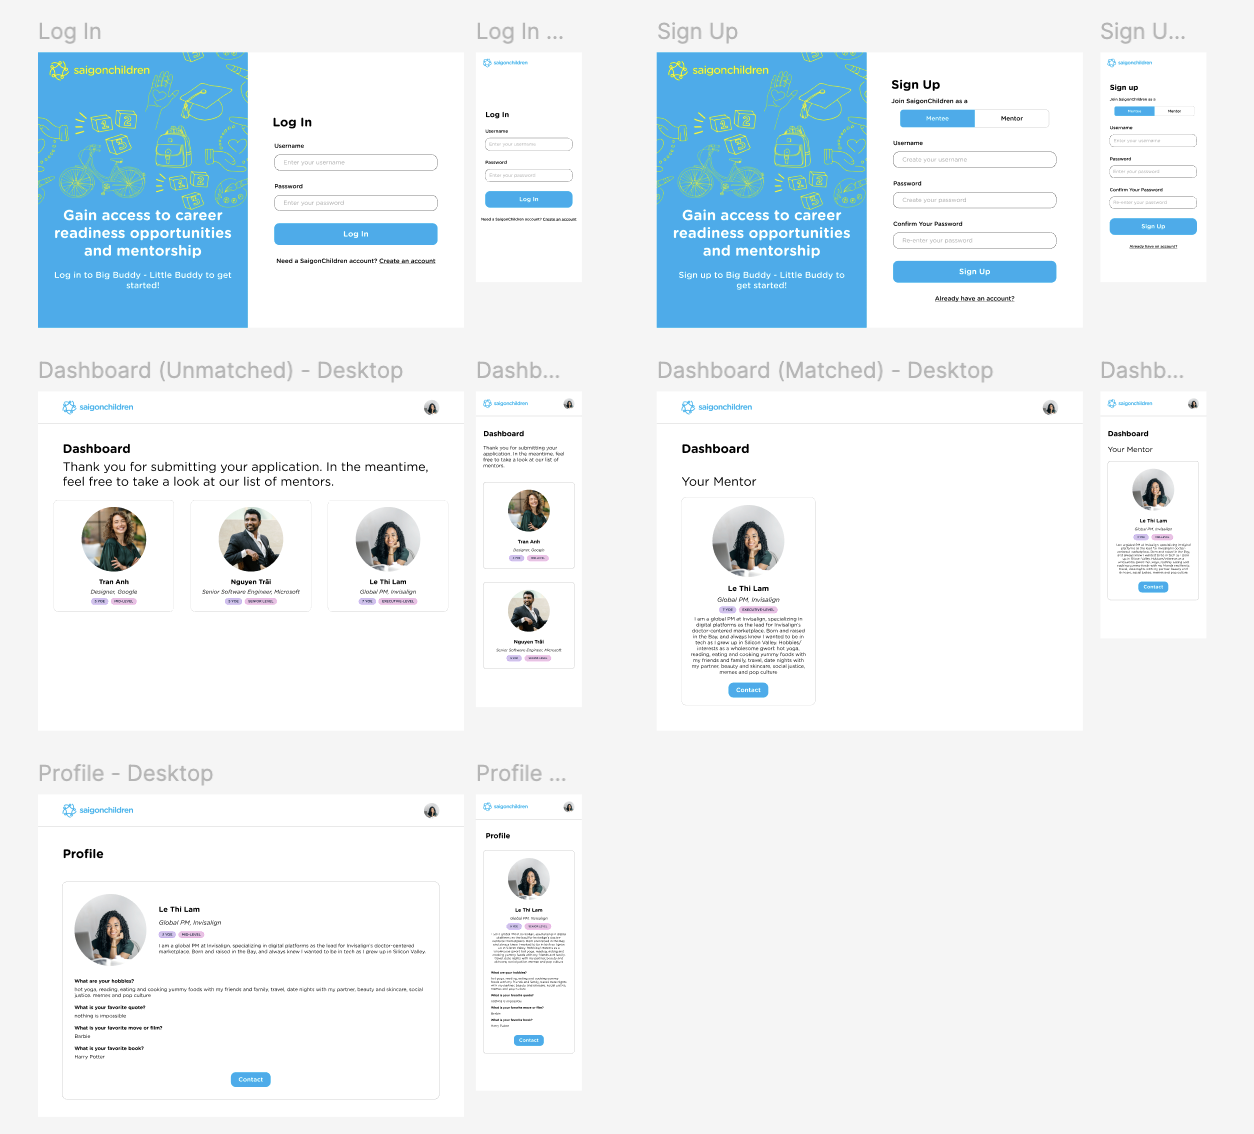 Log In
saigonchildren
Gain access to career
readiness opportunities
and mentorship
Log in to Big Buddy - Little Buddy to get
started!
Log In
Username
Enter your username
Password
Enter your password
Log In
Need a SaigonChildren account? Create an account
Log In ...
saigonchildren
Log In
Username
Enter your username
Password
Enter your password
Log In
Need a SaigonChildren account? Create an account
Sign Up
saigonchildren
Gain access to career
readiness opportunities
and mentorship
Sign up to Big Buddy - Little Buddy to
get started!
Sign Up
Join SaigonChildren as a
Mentee
Mentor
Username
Create your username
Password
Create your password
Confirm Your Password
Re-enter your password
Sign Up
Already have an account?
Sign U...
saigonchildren
Sign up
Join SaigonChildren as a
Mentee
Mentor
Username
Enter your username
Password
Enter your password
Confirm Your Password
Re-enter your password
Sign Up
Already have an account?
Dashboard (Unmatched) - Desktop
saigonchildren
Dashboard
Thank you for submitting your application. In the meantime,
feel free to take a look at our list of mentors.
Tran Anh
Designer, Google
5 YOE
MID-LEVEL
Nguyen Trãi
Senior Software Engineer, Microsoft
SENIOR-LEVEL
Le Thi Lam
Global PM, Invisalign
7 YOE
EXECUTIVE-LEVEL
Dashb...
saigonchildren
Dashboard
Thank you for submitting your
application. In the meantime, feel
free to take a look at our list of
mentors.
Tran Anh
Designer, Google
Nguyen Trãi
Senior Software Engineer, Microsoft
Dashboard (Matched) - Desktop
saigonchildren
Dashboard
Your Mentor
Le Thi Lam
Global PM, Invisalign
7 YOE
EXECUTIVE-LEVEL
I am a global PM at Invisalign, specializing in
digital platforms as the lead for Invisalign's
doctor-centered marketplace. Born and raised
in the Bay, and always knew I wanted to be in
tech as I grew up in Silicon Valley. Hobbies/
interests as a wholesome gworl: hot yoga,
reading, eating and cooking yummy foods with
my friends and family, travel, date nights with
my partner, beauty and skincare, social justice,
memes and pop culture
Contact
Dashb...
saigonchildren
Dashboard
Your Mentor
Le Thi Lam
Global PM, Invisalign
Contact
Profile - Desktop
saigonchildren
Profile
Le Thi Lam
Global PM, Invisalign
MID-LEVEL
I am a global PM at Invisalign, specializing in digital platforms as the lead for Invisalign's doctor-centered
marketplace. Born and raised in the Bay, and always knew I wanted to be in tech as I grew up in Silicon Valley.
What are your hobbies?
hot yoga, reading, eating and cooking yummy foods with my friends and family, travel, date nights with my partner, beauty and skincare, social
justice, memes and pop culture
What is your favorite quote?
nothing is impossible
What is your favorite move or film?
Barbie
What is your favorite book?
Harry Potter
Contact
Profile ...
saigonchildren
Profile
Le Thi Lam
Global PM, Invisalign
What are your hobbies?
What is your favorite quote?
nothing is impossible
What is your favorite move or film?
Barbie
What is your favorite book?
Harry Potter
Contact